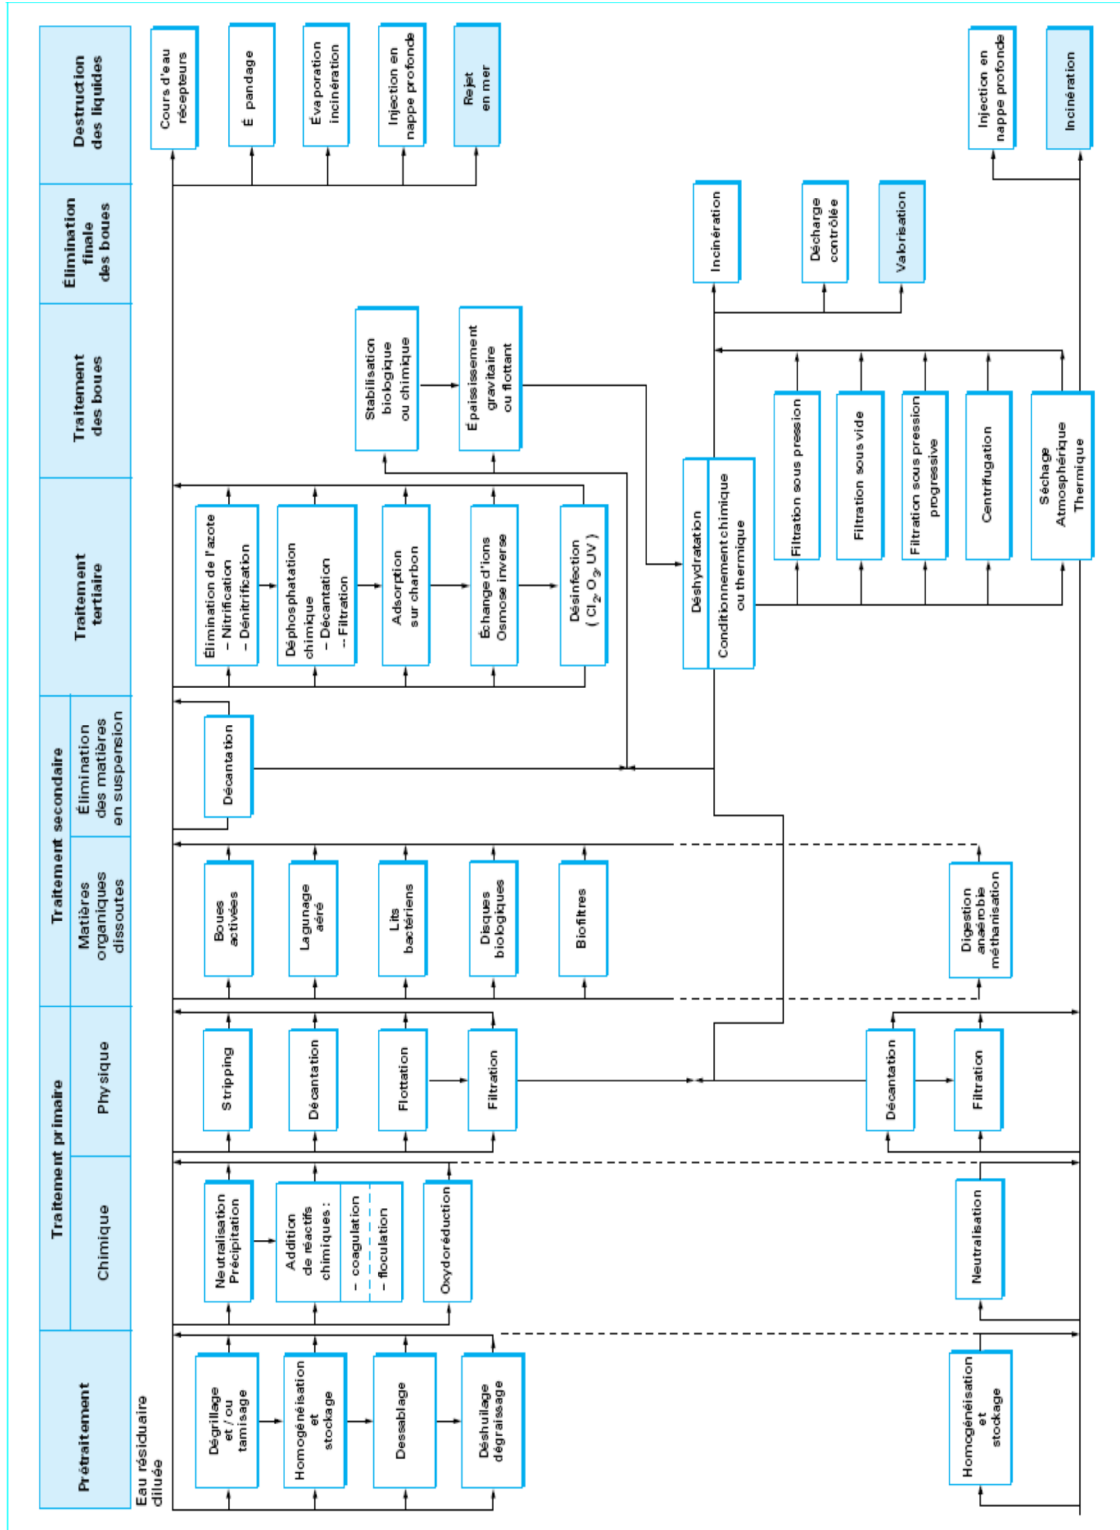 Prétraitement
Traitement primaire
Chimique
Physique
Traitement secondaire
Matières
organiques
dissoutes
Élimination
des matières
en suspension
Traitement
tertiaire
Traitement
des boues
Élimination
finale
des boues
Destruction
des liquides
Eau résiduaire
diluée
Dégrillage
et / ou
tamisage
Homogénéisation
et
stockage
Dessablage
Déshuilage
dégraissage
Neutralisation
Précipitation
Addition
de réactifs
chimiques :
– coagulation
– floculation
Oxydoréduction
Stripping
Décantation
Flottation
Filtration
Boues
activées
Lagunage
aéré
Lits
bactériens
Disques
biologiques
Biofiltres
Décantation
Élimination de l'azote
– Nitrification
– Dénitrification
Déphosphatation
chimique
– Décantation
-- Filtration
Adsorption
sur charbon
Échange d'ions
Osmose inverse
Désinfection
( Cl2, O3, UV )
Stabilisation
biologique
ou chimique
Épaississement
gravitaire
ou flottant
Cours d'eau
récepteurs
É pandage
Évaporation
incinération
Injection en
nappe profonde
Rejet
en mer
Déshydratation
Conditionnement chimique
ou thermique
Filtration sous pression
Filtration sous vide
Filtration sous pression
progressive
Centrifugation
Séchage
Atmosphérique
Thermique
Incinération
Décharge
contrôlée
Valorisation
Homogénéisation
et
stockage
Neutralisation
Décantation
Filtration
Digestion
anaérobie
méthanisation
Injection en
nappe profonde
Incinération